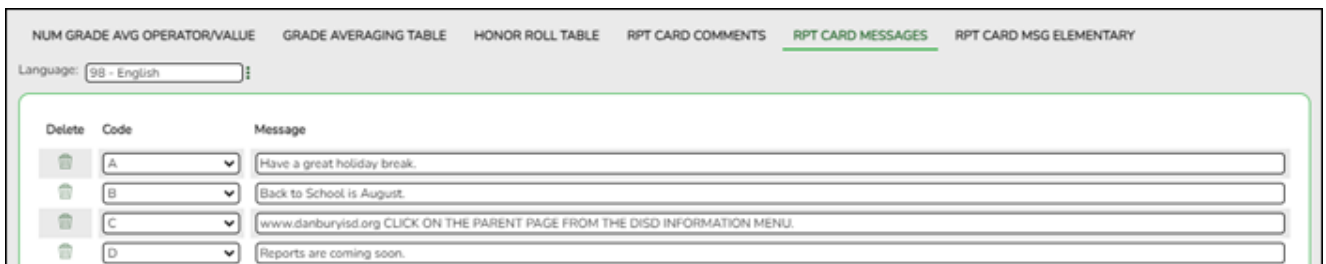 NUM GRADE AVG OPERATOR/VALUE GRADE AVERAGING TABLE HONOR ROLL TABLE RPT CARD COMMENTS RPT CARD MESSAGES RPT CARD MSG ELEMENTARY
Language: 98 - English
Delete Code Message
A Have a great holiday break.
B Back to School is August.
C www.danburyisd.org CLICK ON THE PARENT PAGE FROM THE DISD INFORMATION MENU.
D Reports are coming soon.